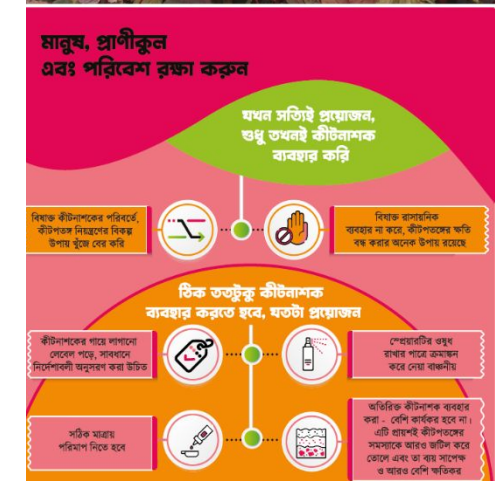 মানুষ, প্রাণীকুল
এবং পরিবেশ রক্ষা করুন
যখন সত্যিই প্রয়োজন,
শুধু তখনই কীটনাশক
ব্যবহার করি
বিষাক্ত কীটনাশকের পরিবর্তে,
কীটপতঙ্গ নিয়ন্ত্রণের বিকল্প
উপায় খুঁজে বের করি
বিষাক্ত রাসায়নিক
ব্যবহার না করে, কীটপতঙ্গের ক্ষতি
বন্ধ করার অনেক উপায় রয়েছে
ঠিক ততটুকু কীটনাশক
ব্যবহার করতে হবে, যতটা প্রয়োজন
কীটনাশকের গায়ে লাগানো
লেবেল পড়ে, সাবধানে
নির্দেশাবলী অনুসরণ করা উচিত
স্প্রেয়ারটির ওষুধ
রাখার পাত্রে ক্রমাঙ্কন
করে নেয়া বাঞ্চনীয়
সঠিক মাত্রায়
পরিমাপ নিতে হবে
অতিরিক্ত কীটনাশক ব্যবহার
করা - বেশি কার্যকর হবে না।
এটি প্রায়শই কীটপতঙ্গের
সমস্যাকে আরও জটিল করে
তোলে এবং তা ব্যয় সাপেক্ষ
ও আরও বেশি ক্ষতিকর